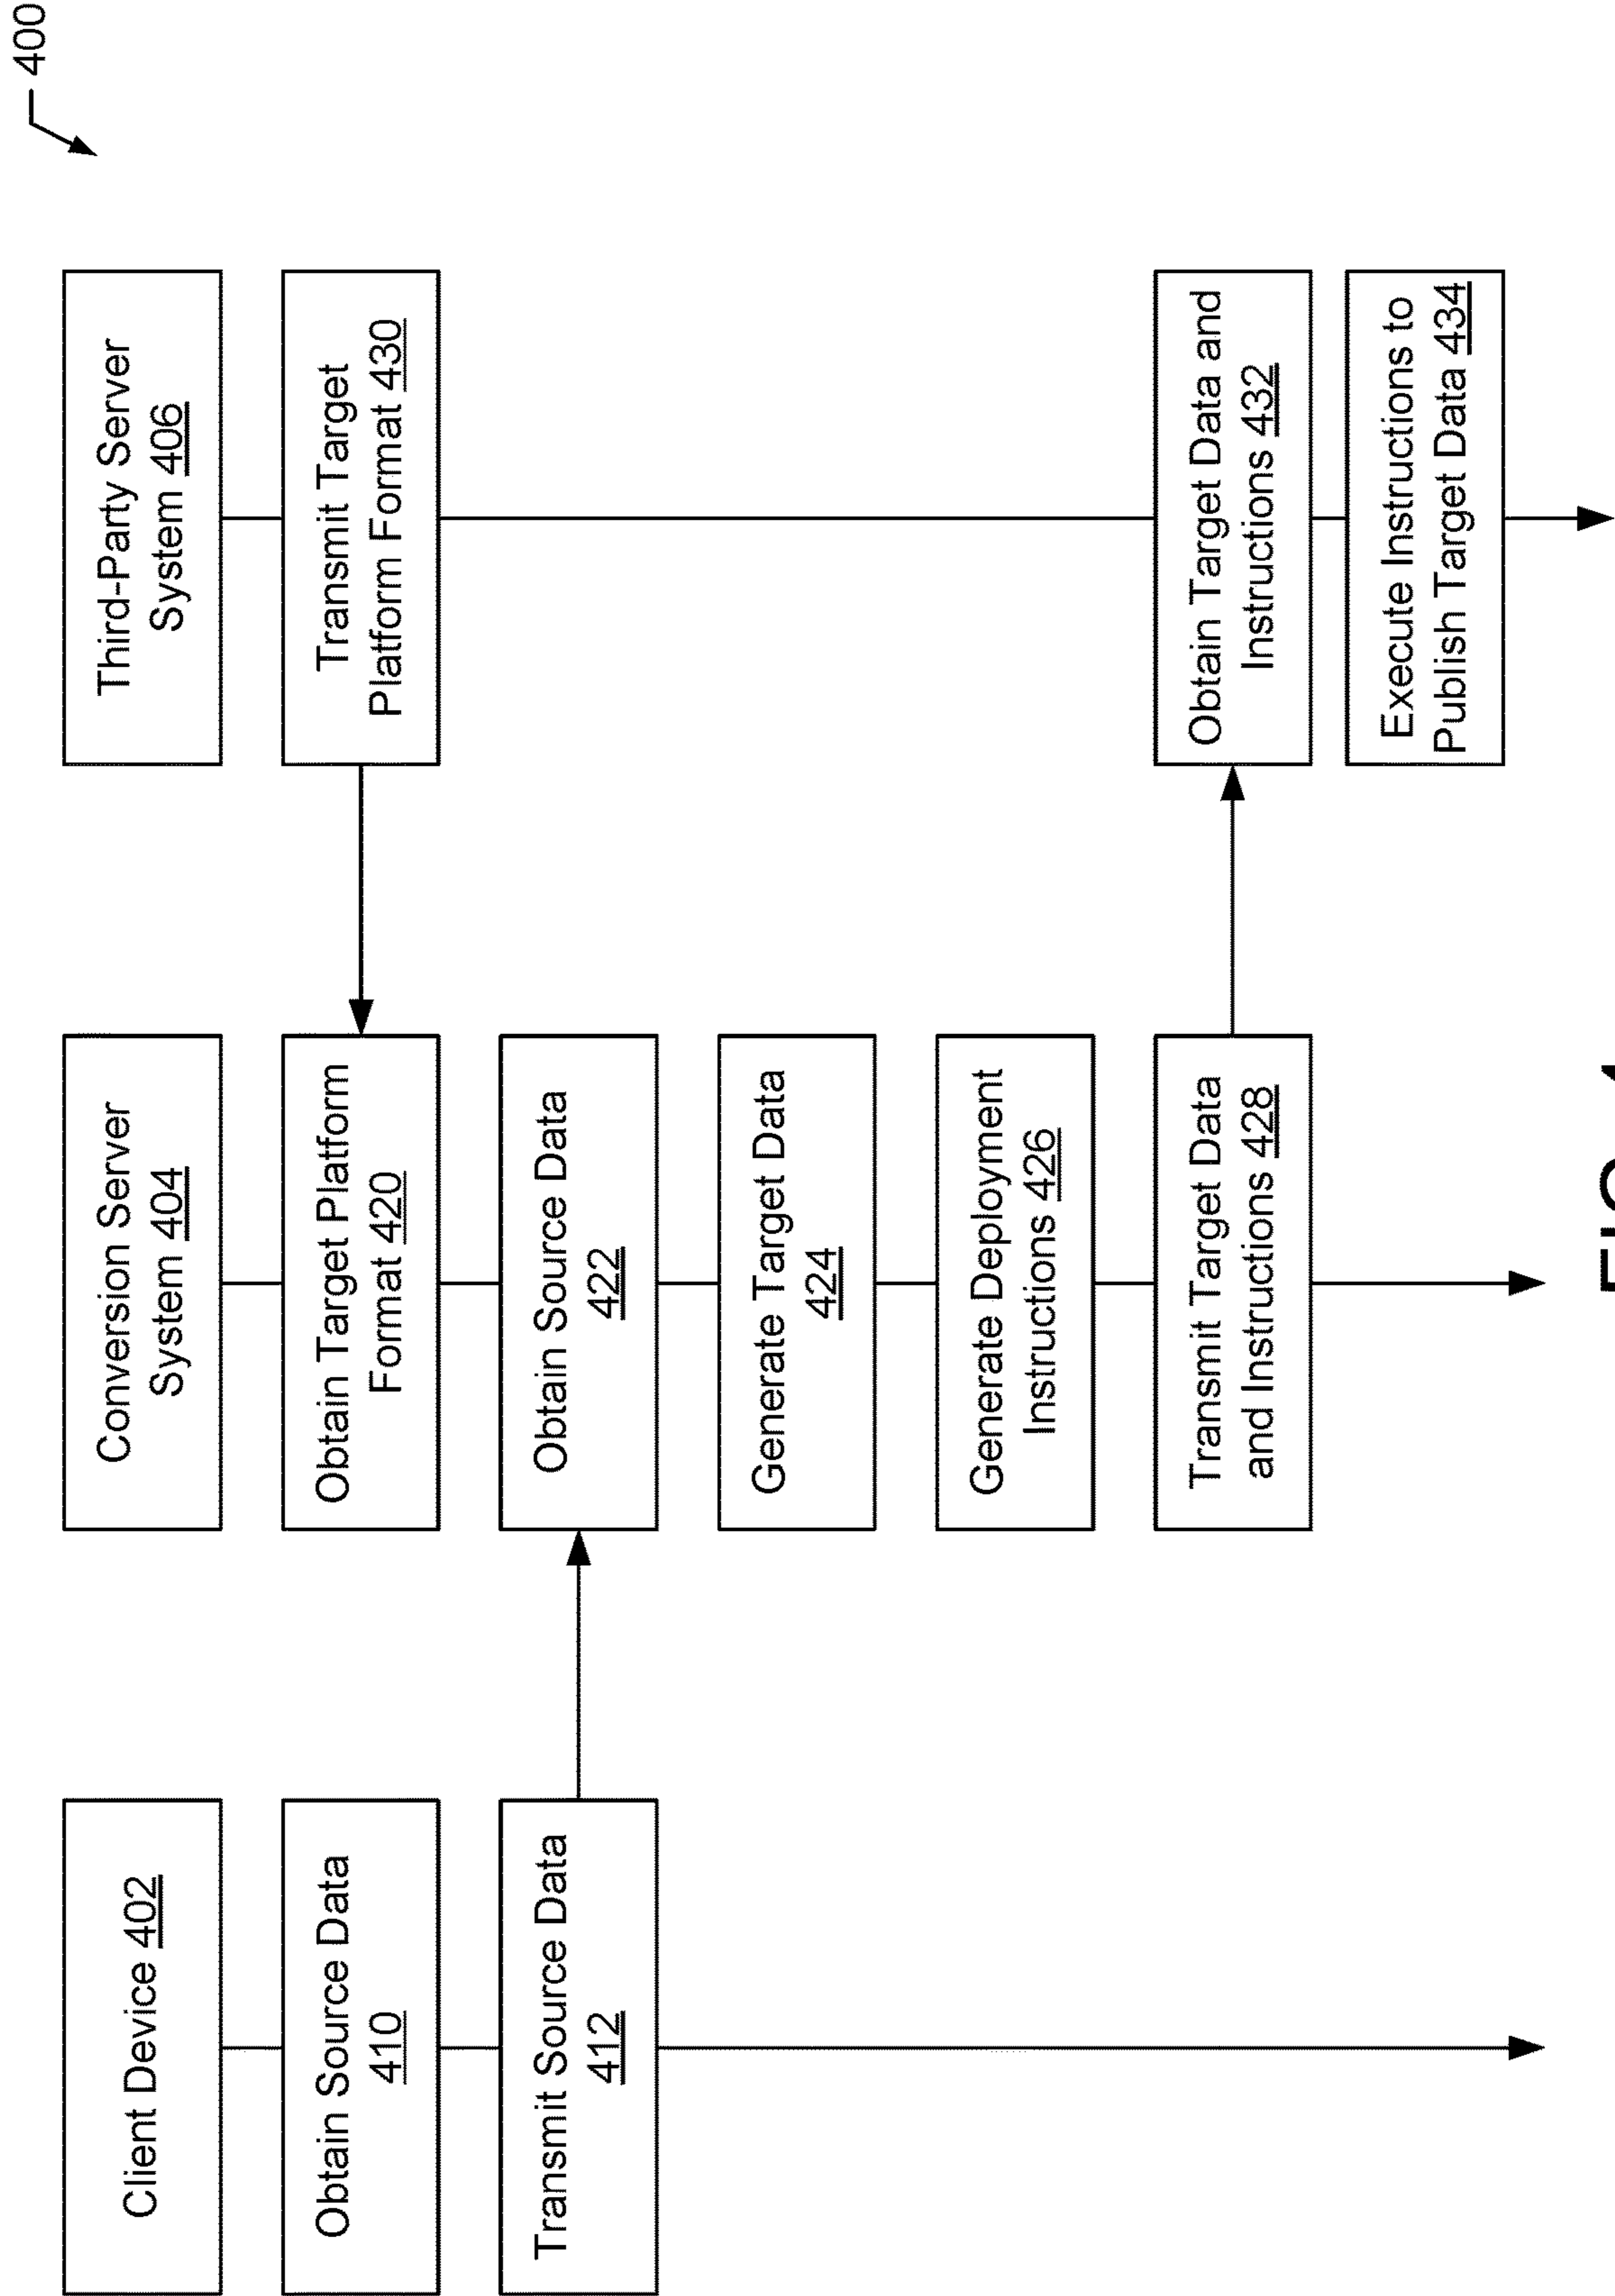 400
Client Device 402
Obtain Source Data
410
Transmit Source Data
412
Conversion Server
System 404
Obtain Target Platform
Format 420
Obtain Source Data
422
Generate Target Data
424
Generate Deployment
Instructions 426
Transmit Target Data
and Instructions 428
Third-Party Server
System 406
Transmit Target
Platform Format 430
Obtain Target Data and
Instructions 432
Execute Instructions to
Publish Target Data 434